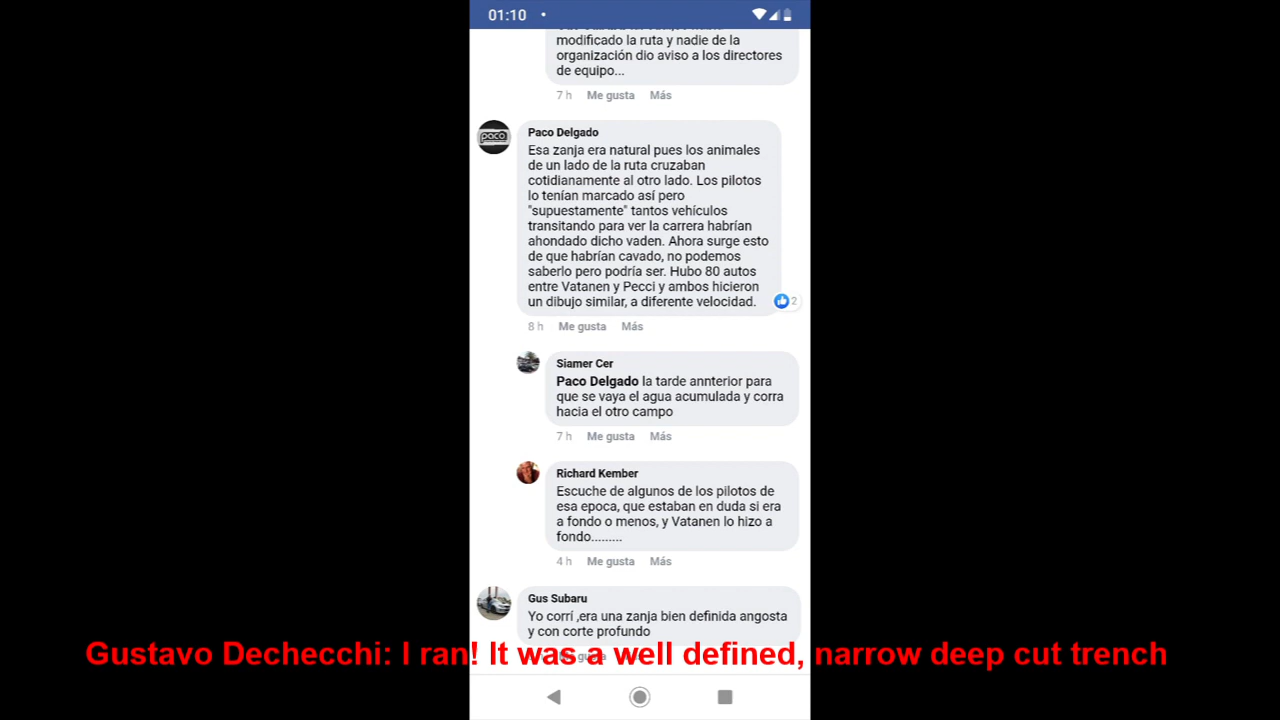 01:10
modificado la ruta y nadie de la
organización dio aviso a los directores
de equipo...
7 h Me gusta Más
paco
Paco Delgado
Esa zanja era natural pues los animales
de un lado de la ruta cruzaban
cotidianamente al otro lado. Los pilotos
lo tenían marcado así pero
"supuestamente" tantos vehículos
transitando para ver la carrera habrían
ahondado dicho vaden. Ahora surge esto
de que habrían cavado, no podemos
saberlo pero podría ser. Hubo 80 autos
entre Vatanen y Pecci y ambos hicieron
un dibujo similar, a diferente velocidad.
2
8 h Me gusta Más
Siamer Cer
Paco Delgado la tarde annterior para
que se vaya el agua acumulada y corra
hacia el otro campo
7 h Me gusta Más
Richard Kember
Escuche de algunos de los pilotos de
esa epoca, que estaban en duda si era
a fondo o menos, y Vatanen lo hizo a
fondo.........
4 h Me gusta Más
Gus Subaru
Yo corrí ,era una zanja bien definida angosta
y con corte profundo
Gustavo Dechecchi: I ran! It was a well defined, narrow deep cut trench